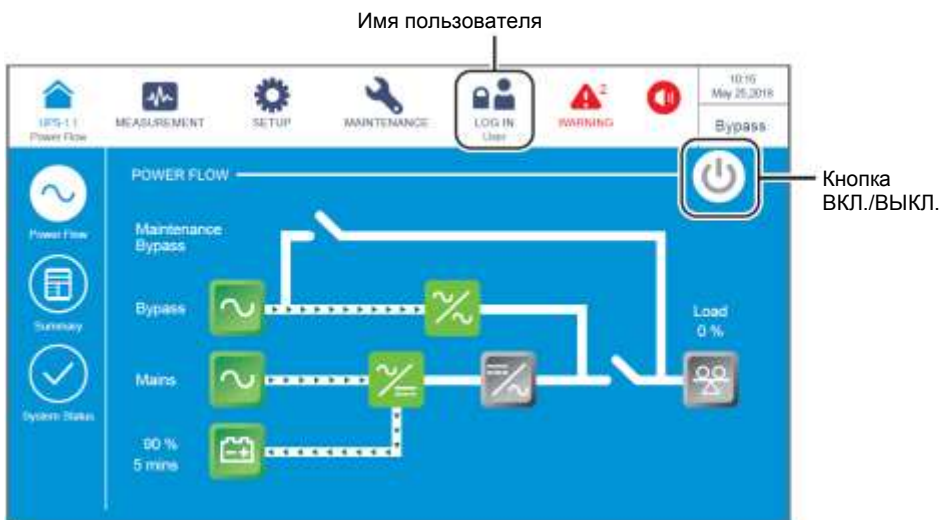 Имя пользователя
UPS-1.1
Power Flow
MEASUREMENT
SETUP
MAINTENANCE
LOG IN
User
2
WARNING
10:16
May 25,2018
Bypass
POWER FLOW
Кнопка
ВКЛ./ВЫКЛ.
Power Flow
Maintenance
Bypass
Summary
Bypass
Load
0 %
Mains
System Status
90 %
5 mins